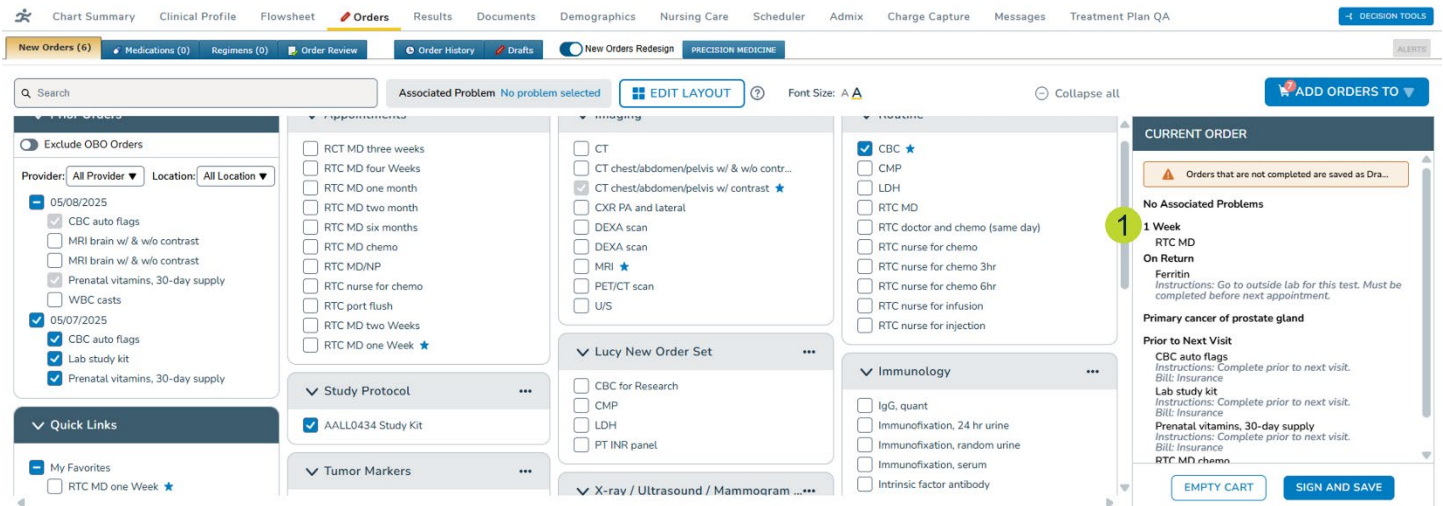 Chart Summary Clinical Profile Flowsheet Orders Results Documents Demographics Nursing Care Scheduler Admix Charge Capture Messages Treatment Plan QA DECISION TOOLS
New Orders (6) Medications (0) Regimens (0) Order Review Order History Drafts New Orders Redesign PRECISION MEDICINE ALERTS
Search Associated Problem No problem selected EDIT LAYOUT ? Font Size: A A Collapse all 7 ADD ORDERS TO
Prior Orders
Exclude OBO Orders
Provider: All Provider Location: All Location
05/08/2025
CBC auto flags
MRI brain w/ & w/o contrast
MRI brain w/ & w/o contrast
Prenatal vitamins, 30-day supply
WBC casts
05/07/2025
CBC auto flags
Lab study kit
Prenatal vitamins, 30-day supply
Quick Links
My Favorites
RTC MD one Week
Appointments
RCT MD three weeks
RTC MD four Weeks
RTC MD one month
RTC MD two month
RTC MD six months
RTC MD chemo
RTC MD/NP
RTC nurse for chemo
RTC port flush
RTC MD two Weeks
RTC MD one Week
Study Protocol
AALL0434 Study Kit
Tumor Markers
Imaging
CT
CT chest/abdomen/pelvis w/ & w/o contr...
CT chest/abdomen/pelvis w/ contrast
CXR PA and lateral
DEXA scan
DEXA scan
MRI
PET/CT scan
U/S
Lucy New Order Set
CBC for Research
CMP
LDH
PT INR panel
X-ray / Ultrasound / Mammogram ...
Routine
CBC
CMP
LDH
RTC MD
RTC doctor and chemo (same day)
RTC nurse for chemo
RTC nurse for chemo 3hr
RTC nurse for chemo 6hr
RTC nurse for infusion
RTC nurse for injection
Immunology
IgG, quant
Immunofixation, 24 hr urine
Immunofixation, random urine
Immunofixation, serum
Intrinsic factor antibody
CURRENT ORDER
Orders that are not completed are saved as Dra...
No Associated Problems
1
1 Week
RTC MD
On Return
Ferritin
Instructions: Go to outside lab for this test. Must be
completed before next appointment.
Primary cancer of prostate gland
Prior to Next Visit
CBC auto flags
Instructions: Complete prior to next visit.
Bill: Insurance
Lab study kit
Instructions: Complete prior to next visit.
Bill: Insurance
Prenatal vitamins, 30-day supply
Instructions: Complete prior to next visit.
Bill: Insurance
RTC MD chemo
EMPTY CART SIGN AND SAVE